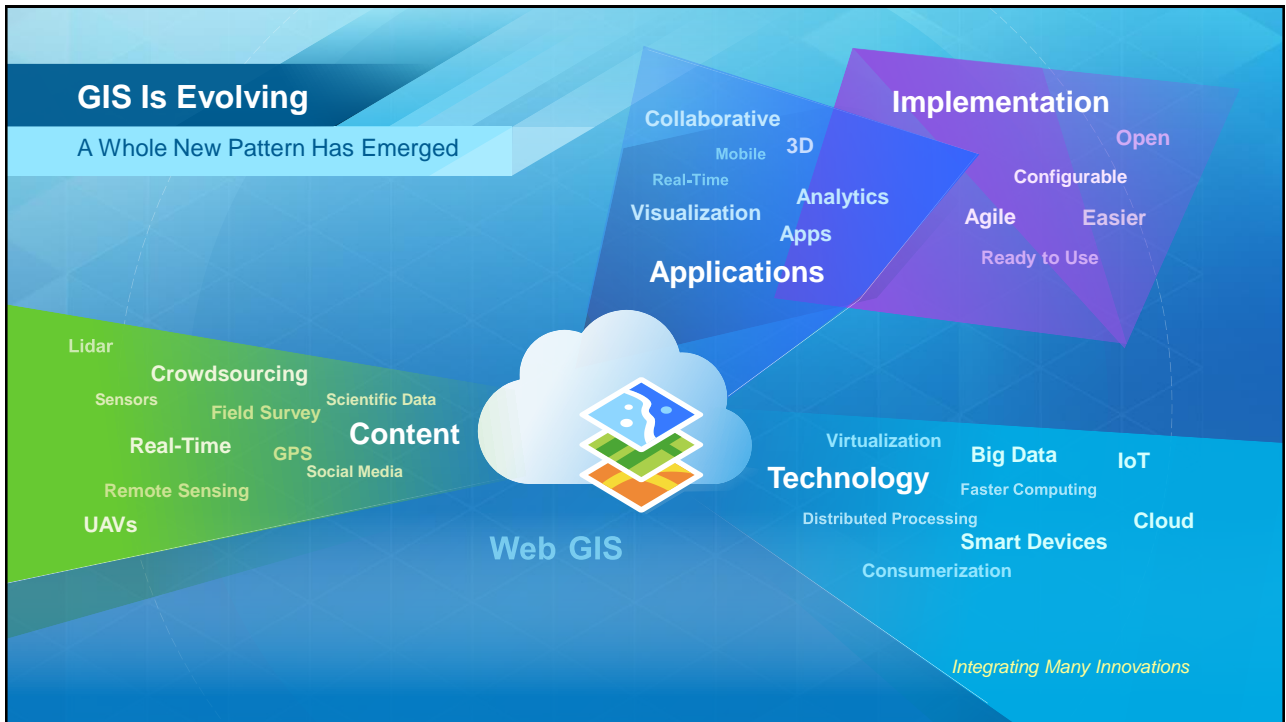 GIS Is Evolving
A Whole New Pattern Has Emerged
Collaborative
Mobile
3D
Real-Time
Analytics
Visualization
Apps
Applications
Implementation
Open
Configurable
Agile
Easier
Ready to Use
Lidar
Crowdsourcing
Sensors
Scientific Data
Field Survey
Real-Time
GPS
Content
Social Media
Remote Sensing
UAVs
Web GIS
Virtualization
Big Data
IoT
Technology
Faster Computing
Distributed Processing
Cloud
Smart Devices
Consumerization
Integrating Many Innovations